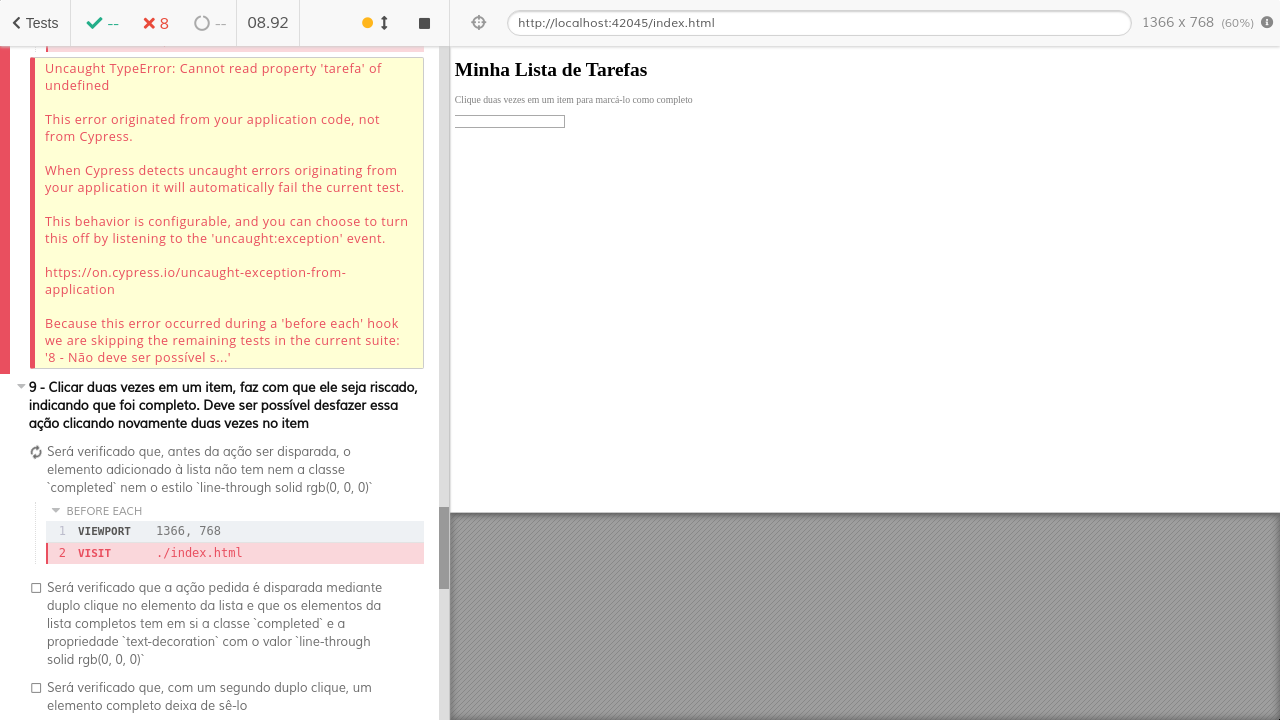 Tests
--
8
--
08.92
http://localhost:42045/index.html
1366 x 768 (60%)
Uncaught TypeError: Cannot read property 'tarefa' of
undefined
This error originated from your application code, not
from Cypress.
When Cypress detects uncaught errors originating from
your application it will automatically fail the current test.
This behavior is configurable, and you can choose to turn
this off by listening to the 'uncaught:exception' event.
https://on.cypress.io/uncaught-exception-from-
application
Because this error occurred during a 'before each' hook
we are skipping the remaining tests in the current suite:
'8 - Não deve ser possível s...'
9 - Clicar duas vezes em um item, faz com que ele seja riscado,
indicando que foi completo. Deve ser possível desfazer essa
ação clicando novamente duas vezes no item
Será verificado que, antes da ação ser disparada, o
elemento adicionado à lista não tem nem a classe
`completed` nem o estilo `line-through solid rgb(0, 0, 0)`
BEFORE EACH
1 VIEWPORT 1366, 768
2 VISIT ./index.html
Será verificado que a ação pedida é disparada mediante
duplo clique no elemento da lista e que os elementos da
lista completos tem em si a classe `completed` e a
propriedade `text-decoration` com o valor `line-through
solid rgb(0, 0, 0)`
Será verificado que, com um segundo duplo clique, um
elemento completo deixa de sê-lo
Minha Lista de Tarefas
Clique duas vezes em um item para marcá-lo como completo